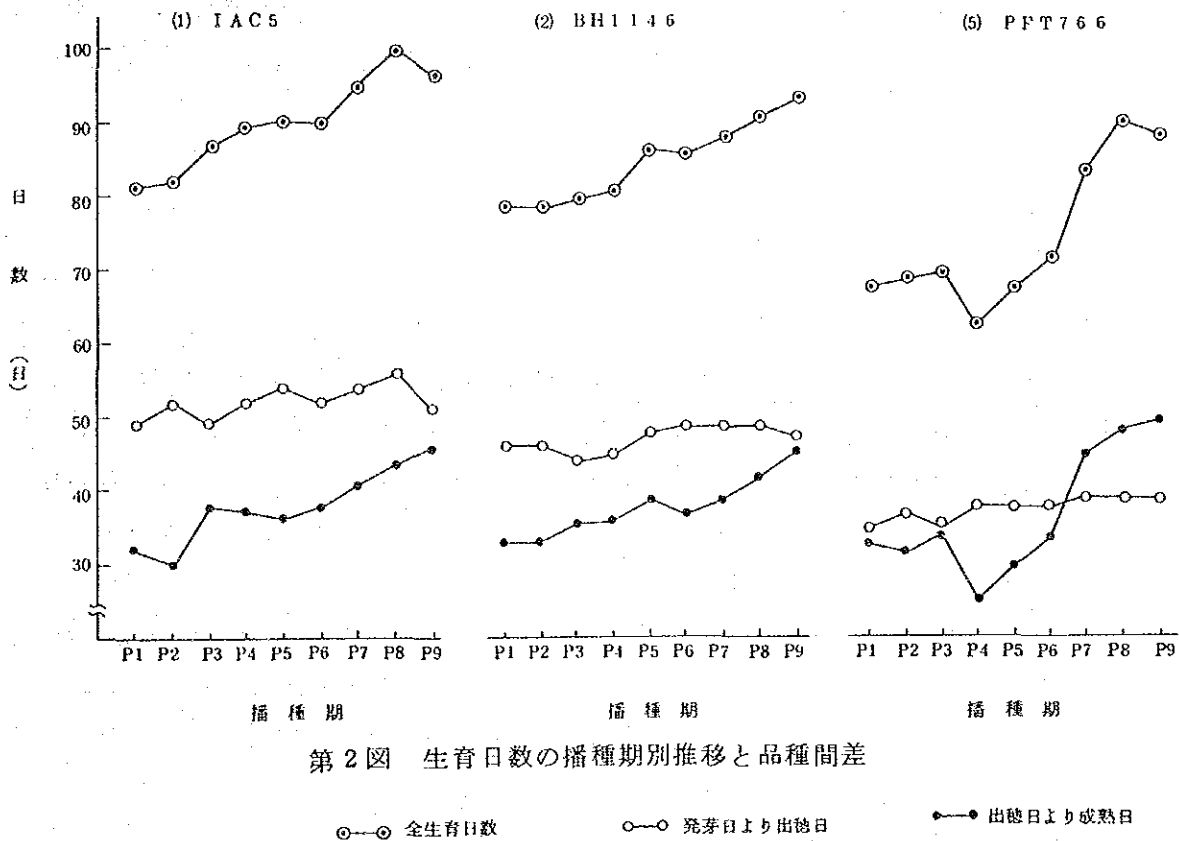 (1) IAC5
(2) BH1146
(5) PFT766
100
90
80
70
60
50
40
30
日数(日)
P1 P2 P3 P4 P5 P6 P7 P8 P9
P1 P2 P3 P4 P5 P6 P7 P8 P9
P1 P2 P3 P4 P5 P6 P7 P8 P9
播種期
播種期
播種期
第2図 生育日数の播種期別推移と品種間差
全生育日数
発芽日より出穂日
出穂日より成熟日